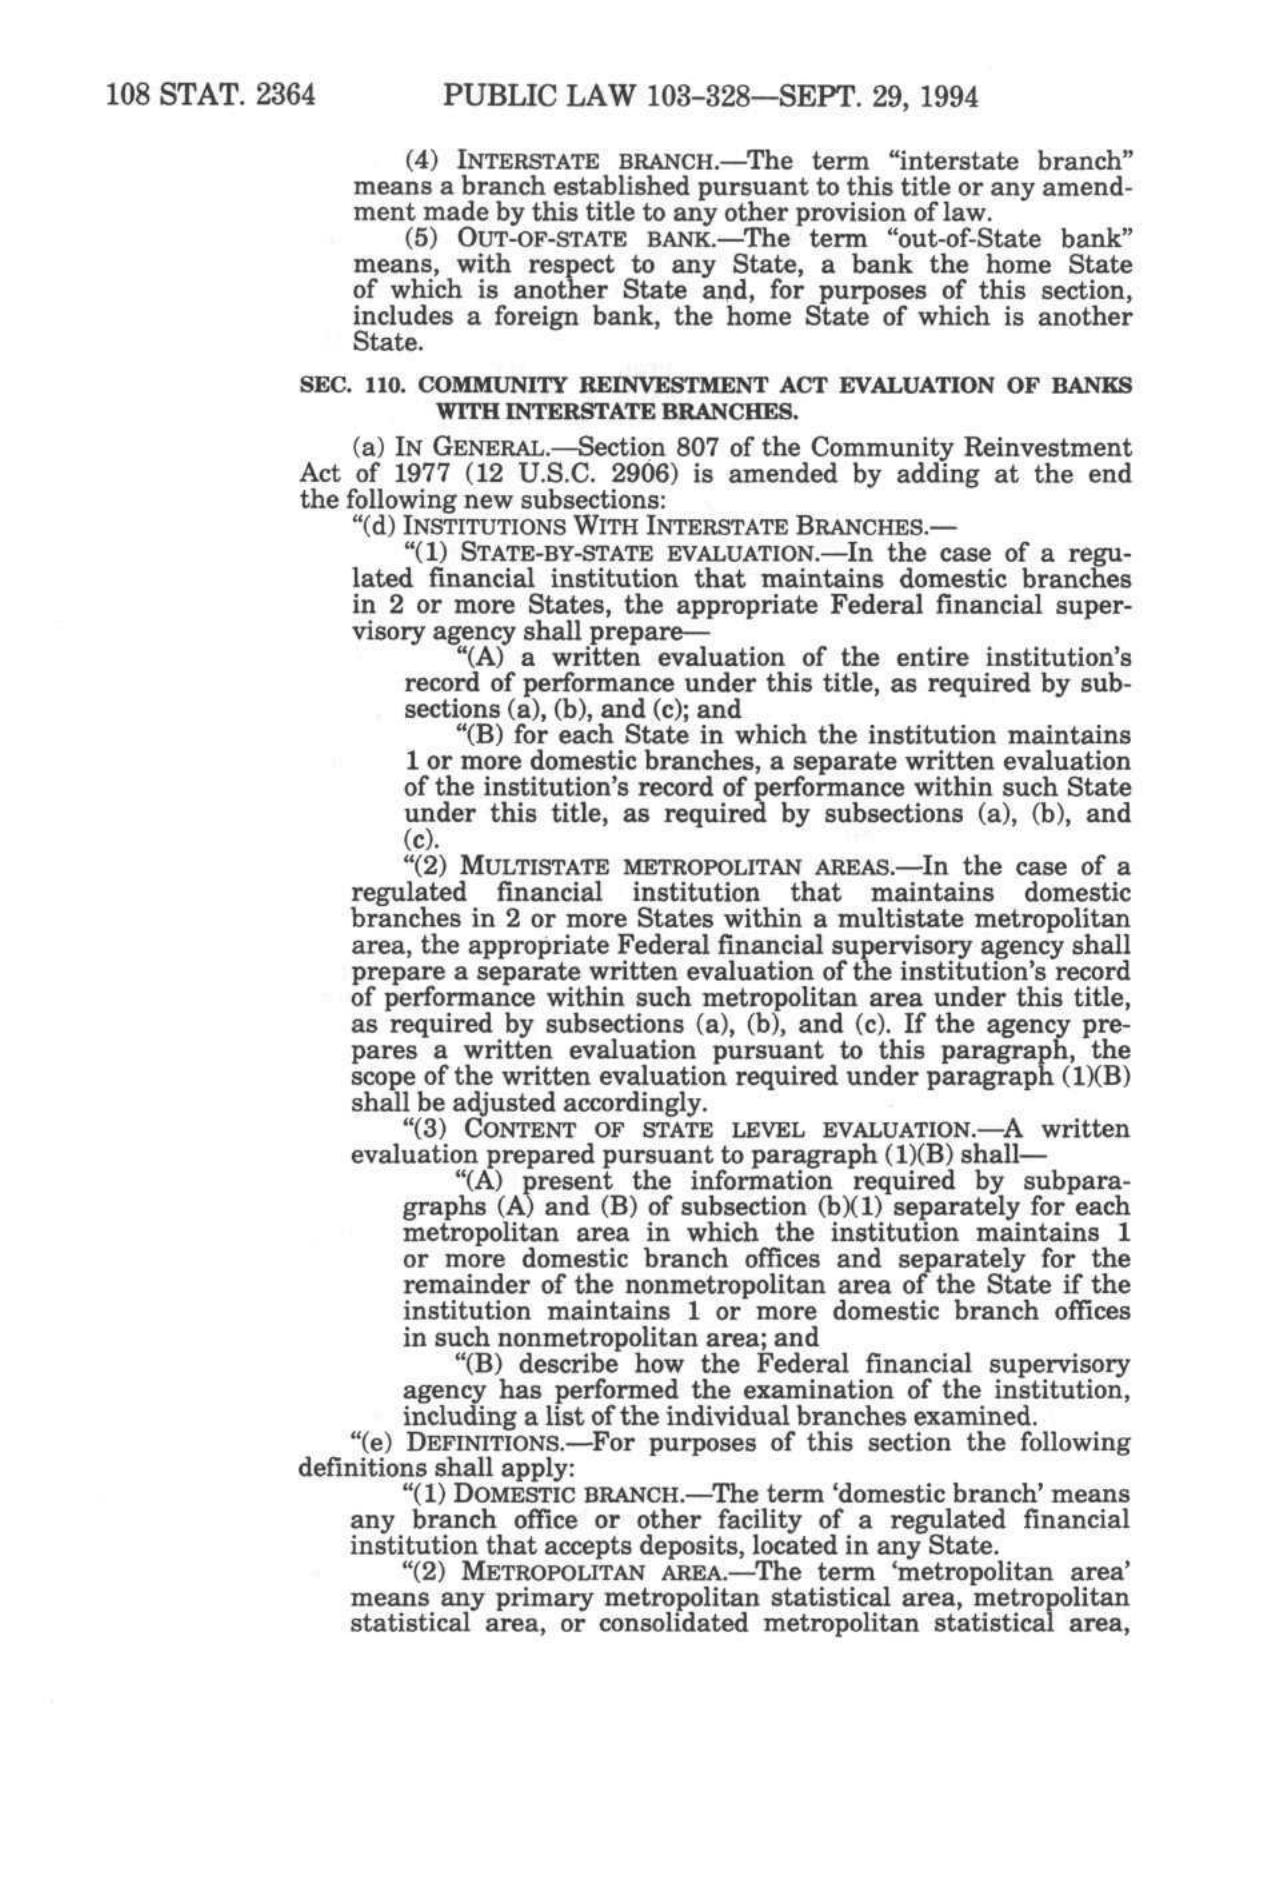 108 STAT. 2364 PUBLIC LAW 103-328—SEPT. 29, 1994
(4) INTERSTATE BRANCH.—The term “interstate branch”
means a branch established pursuant to this title or any amend-
ment made by this title to any other provision of law.
(5) OUT-OF-STATE BANK.—The term “out-of-State bank”
means, with respect to any State, a bank the home State
of which is another State and, for purposes of this section,
includes a foreign bank, the home State of which is another
State.
SEC. 110. COMMUNITY REINVESTMENT ACT EVALUATION OF BANKS
WITH INTERSTATE BRANCHES.
(a) IN GENERAL.—Section 807 of the Community Reinvestment
Act of 1977 (12 U.S.C. 2906) is amended by adding at the end
the following new subsections:
“(d) INSTITUTIONS WITH INTERSTATE BRANCHES.—
“(1) STATE-BY-STATE EVALUATION.—In the case of a regu-
lated financial institution that maintains domestic branches
in 2 or more States, the appropriate Federal financial super-
visory agency shall prepare—
“(A) a written evaluation of the entire institution’s
record of performance under this title, as required by sub-
sections (a), (b), and (c); and
“(B) for each State in which the institution maintains
1 or more domestic branches, a separate written evaluation
of the institution’s record of performance within such State
under this title, as required by subsections (a), (b), and
(c).
“(2) MULTISTATE METROPOLITAN AREAS.—In the case of a
regulated financial institution that maintains domestic
branches in 2 or more States within a multistate metropolitan
area, the appropriate Federal financial supervisory agency shall
prepare a separate written evaluation of the institution’s record
of performance within such metropolitan area under this title,
as required by subsections (a), (b), and (c). If the agency pre-
pares a written evaluation pursuant to this paragraph, the
scope of the written evaluation required under paragraph (1)(B)
shall be adjusted accordingly.
“(3) CONTENT OF STATE LEVEL EVALUATION.—A written
evaluation prepared pursuant to paragraph (1)(B) shall—
“(A) present the information required by subpara-
graphs (A) and (B) of subsection (b)(1) separately for each
metropolitan area in which the institution maintains 1
or more domestic branch offices and separately for the
remainder of the nonmetropolitan area of the State if the
institution maintains 1 or more domestic branch offices
in such nonmetropolitan area; and
“(B) describe how the Federal financial supervisory
agency has performed the examination of the institution,
including a list of the individual branches examined.
“(e) DEFINITIONS.—For purposes of this section the following
definitions shall apply:
“(1) DOMESTIC BRANCH.—The term ‘domestic branch’ means
any branch office or other facility of a regulated financial
institution that accepts deposits, located in any State.
“(2) METROPOLITAN AREA.—The term ‘metropolitan area’
means any primary metropolitan statistical area, metropolitan
statistical area, or consolidated metropolitan statistical area,